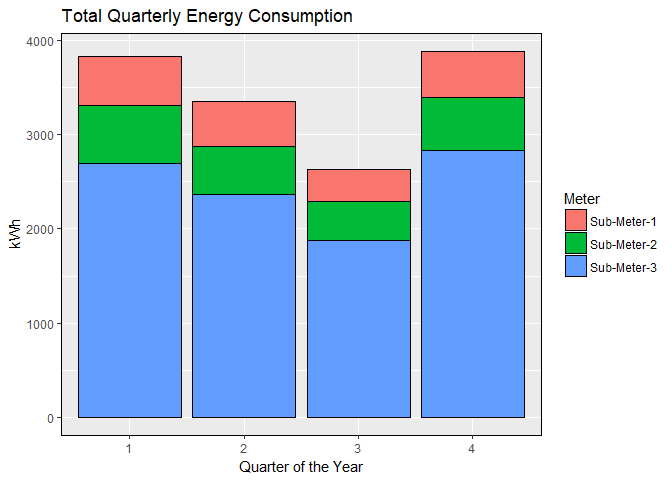 Total Quarterly Energy Consumption
4000
3000
2000
1000
0
kWh
1 2 3 4
Quarter of the Year
Meter
Sub-Meter-1
Sub-Meter-2
Sub-Meter-3